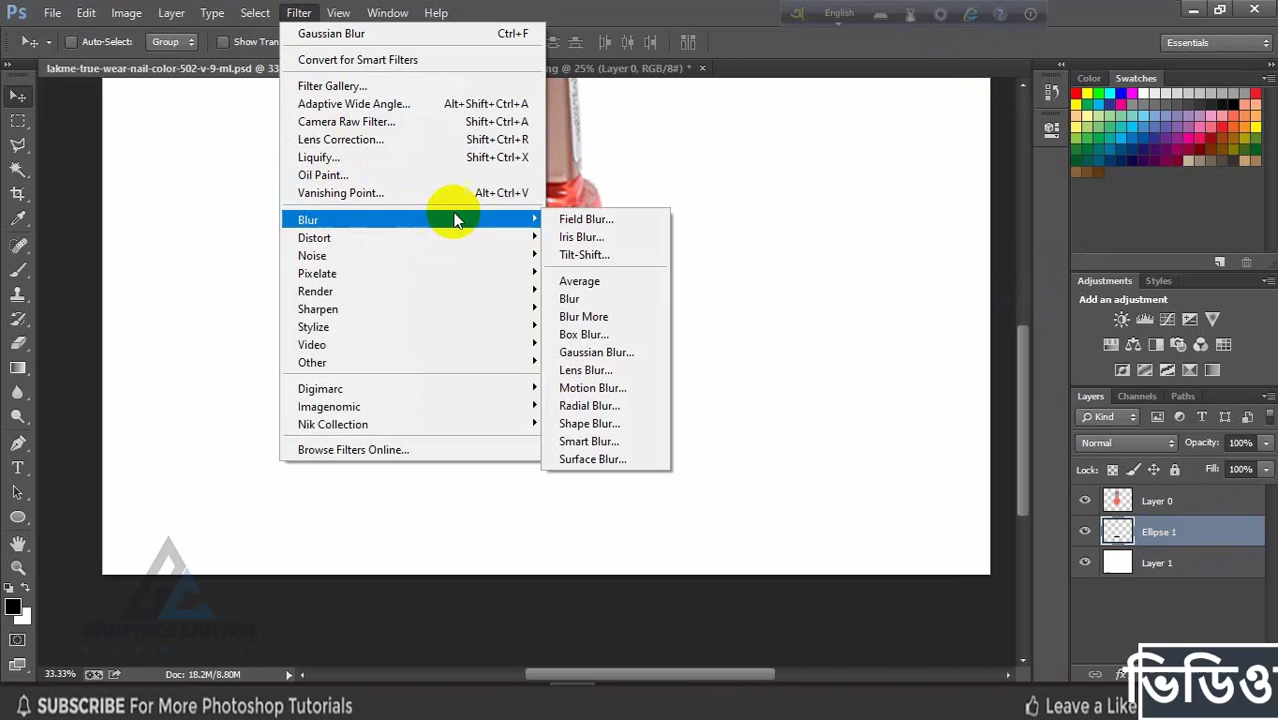 Ps Edit Image Layer Type Select Filter View Window Help
English
Auto-Select: Group Show Tran
Essentials
lakme-true-wear-nail-color-502-v-9-ml.psd @ 33 ng @ 25% (Layer 0, RGB/8#) * ×
Gaussian Blur Ctrl+F
Convert for Smart Filters
Filter Gallery...
Adaptive Wide Angle... Alt+Shift+Ctrl+A
Camera Raw Filter... Shift+Ctrl+A
Lens Correction... Shift+Ctrl+R
Liquify... Shift+Ctrl+X
Oil Paint...
Vanishing Point... Alt+Ctrl+V
Blur
Distort
Noise
Pixelate
Render
Sharpen
Stylize
Video
Other
Digimarc
Imagenomic
Nik Collection
Browse Filters Online...
Field Blur...
Iris Blur...
Tilt-Shift...
Average
Blur
Blur More
Box Blur...
Gaussian Blur...
Lens Blur...
Motion Blur...
Radial Blur...
Shape Blur...
Smart Blur...
Surface Blur...
Color Swatches
Adjustments Styles
Add an adjustment
Layers Channels Paths
Kind
Normal Opacity: 100%
Lock: Fill: 100%
Layer 0
Ellipse 1
Layer 1
GRAPHICS CANVEO
33.33% Doc: 18.2M/8.80M
SUBSCRIBE For More Photoshop Tutorials
Leave a Like
ভিডিও